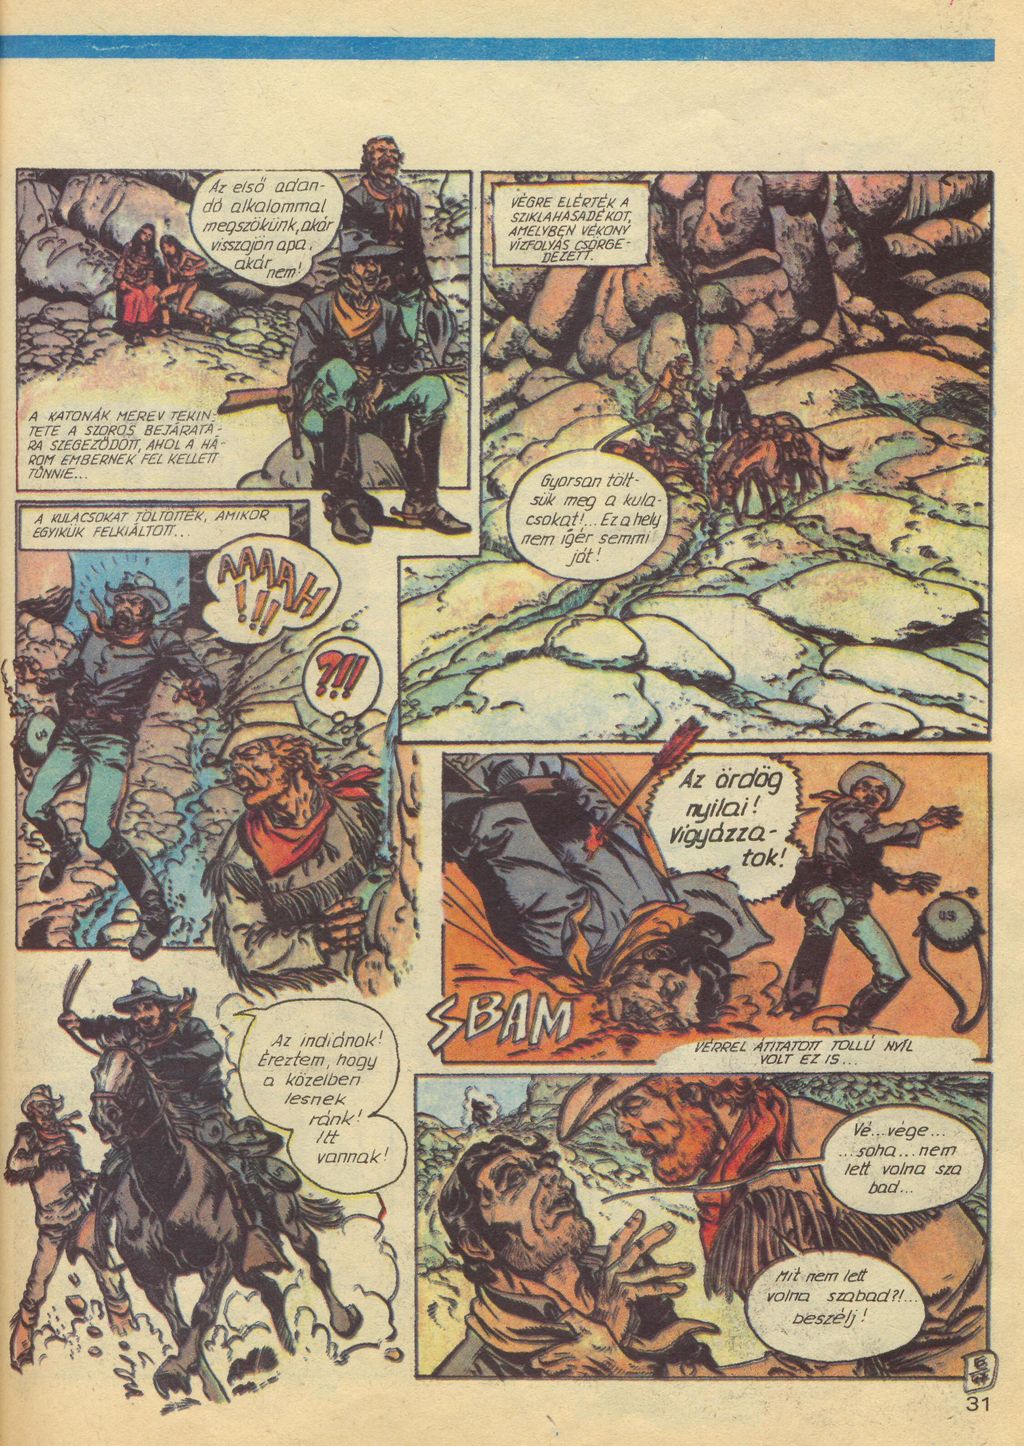 Az első adan-
dó alkalommal
megszökünk, akár
visszajön apa,
akár
nem!
A KATONÁK MEREV TEKIN-
TETE A SZOROS BEJÁRATÁ-
RA SZEGEZŐDÖTT, AHOL A HÁ-
ROM EMBERNEK FEL KELLETT
TŰNNIE...
VÉGRE ELÉRTÉK A
SZIKLAHASADÉKOT,
AMELYBEN VÉKONY
VÍZFOLYÁS CSÖRGE-
DEZETT.
Gyorsan tölt-
sük meg a kula-
csokat!... Ez a hely
nem ígér semmi
jót!
A KULACSOKAT TÖLTÖTTÉK, AMIKOR
EGYIKÜK FELKIÁLTOTT...
AAAAH
!!!
?!!
Az ördög
nyilai!
Vigyázza-
tok!
U.S
SBAM
VÉRREL ÁTITATOTT TOLLÚ NYÍL
VOLT EZ IS...
Az indiánok!
Éreztem, hogy
a közelben
lesnek
ránk!
Itt
vannak!
Vé...vége...
...soha...nem
lett volna sza
bad...
Mit nem lett
volna szabad?!...
beszélj!
31